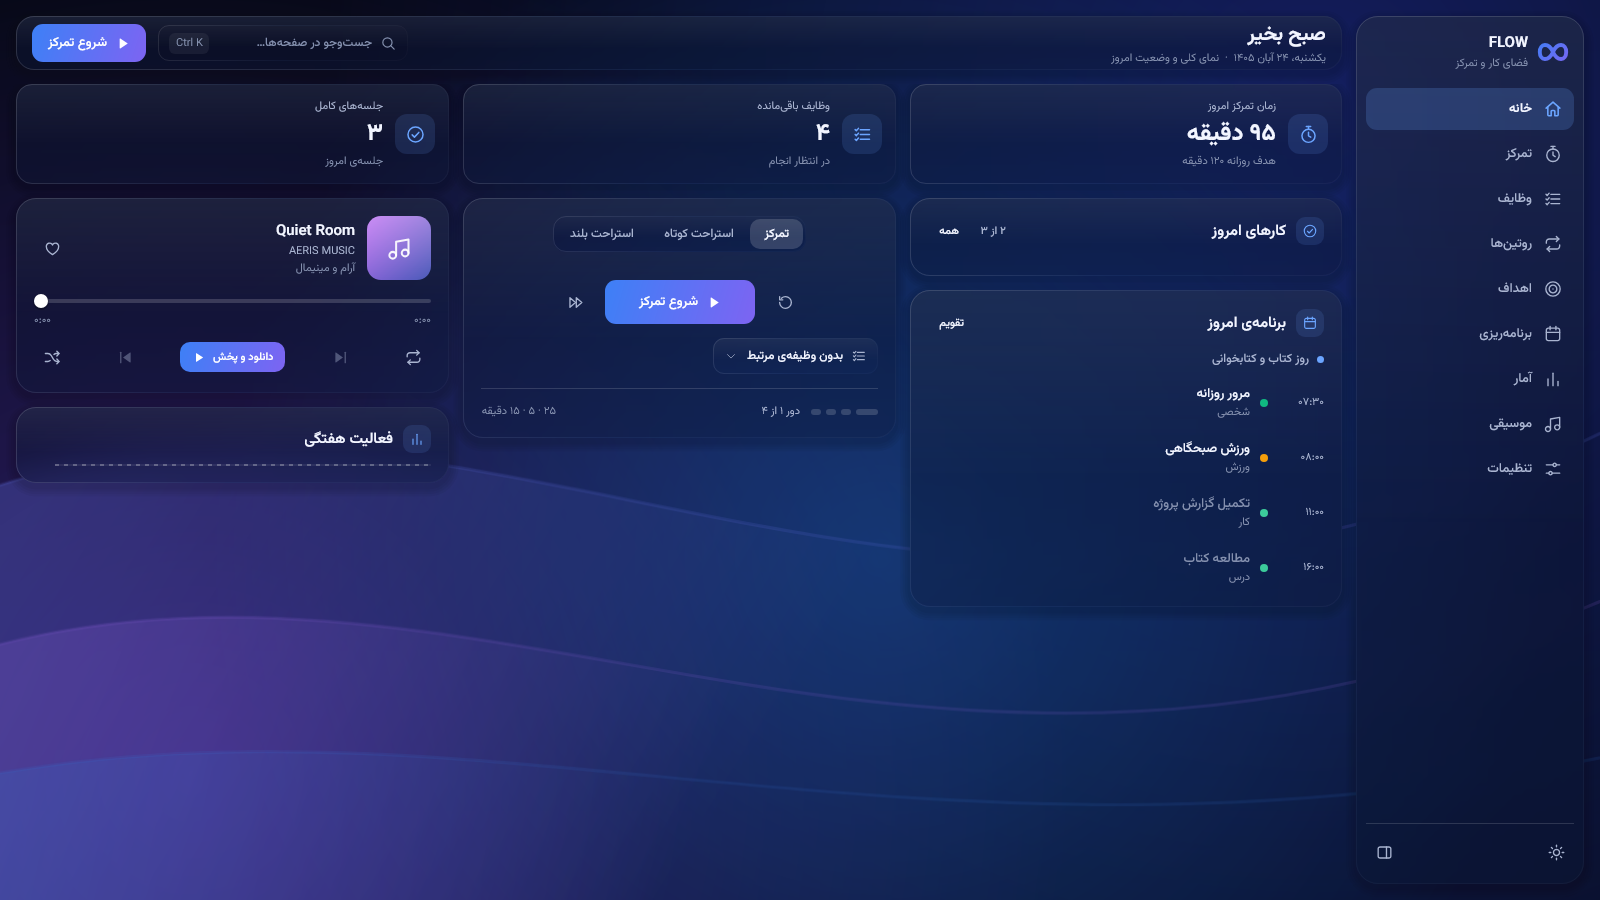 FLOW
فضای کار و تمرکز
خانه
تمرکز
وظایف
روتین‌ها
اهداف
برنامه‌ریزی
آمار
موسیقی
تنظیمات
صبح بخیر
یکشنبه، ۲۴ آبان ۱۴۰۵ · نمای کلی و وضعیت امروز
جست‌وجو در صفحه‌ها...
Ctrl K
شروع تمرکز
زمان تمرکز امروز
۹۵ دقیقه
هدف روزانه ۱۲۰ دقیقه
وظایف باقی‌مانده
۴
در انتظار انجام
جلسه‌های کامل
۳
جلسه‌ی امروز
کارهای امروز
۲ از ۳
همه
برنامه‌ی امروز
تقویم
روز کتاب و کتابخوانی
۰۷:۳۰
مرور روزانه
شخصی
۰۸:۰۰
ورزش صبحگاهی
ورزش
۱۱:۰۰
تکمیل گزارش پروژه
کار
۱۶:۰۰
مطالعه کتاب
درس
تمرکز
استراحت کوتاه
استراحت بلند
شروع تمرکز
بدون وظیفه‌ی مرتبط
دور ۱ از ۴
۲۵ · ۵ · ۱۵ دقیقه
Quiet Room
AERIS MUSIC
آرام و مینیمال
۰:۰۰
۰:۰۰
دانلود و پخش
فعالیت هفتگی